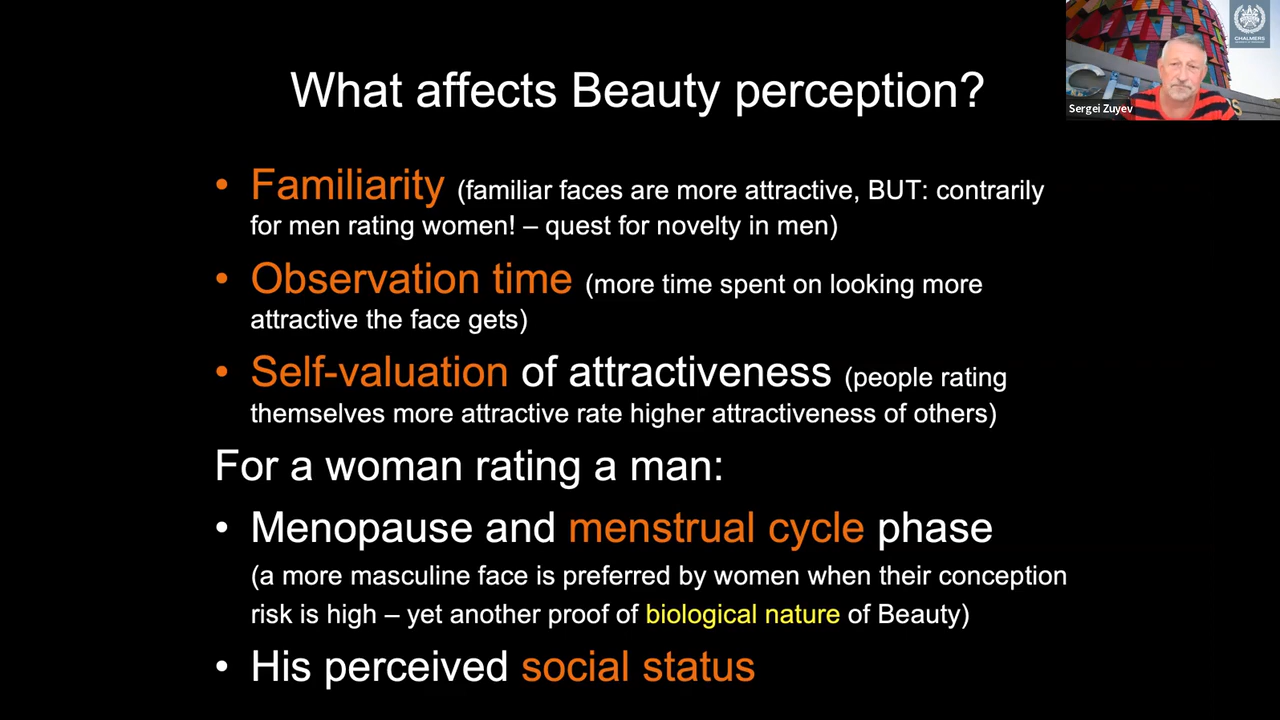 CHALMERS
Sergei Zuyev
What affects Beauty perception?
• Familiarity (familiar faces are more attractive, BUT: contrarily
for men rating women! – quest for novelty in men)
• Observation time (more time spent on looking more
attractive the face gets)
• Self-valuation of attractiveness (people rating
themselves more attractive rate higher attractiveness of others)
For a woman rating a man:
• Menopause and menstrual cycle phase
(a more masculine face is preferred by women when their conception
risk is high – yet another proof of biological nature of Beauty)
• His perceived social status